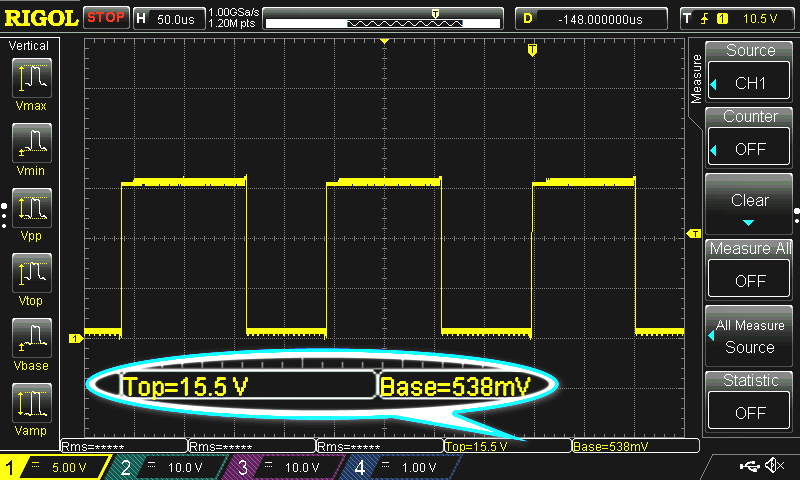 RIGOL STOP H 50.0us 1.00GSa/s 1.20M pts T D -148.000000us T 1 10.5 V
Vertical
Vmax
Vmin
Vpp
Vtop
Vbase
Vamp
T
T
1
Top=15.5 V Base=538mV
Rms=***** Rms=***** Rms=***** Top=15.5 V Base=538mV
1 5.00 V 2 10.0 V 3 10.0 V 4 1.00 V
Measure
Source
CH1
Counter
OFF
Clear
Measure All
OFF
All Measure
Source
Statistic
OFF